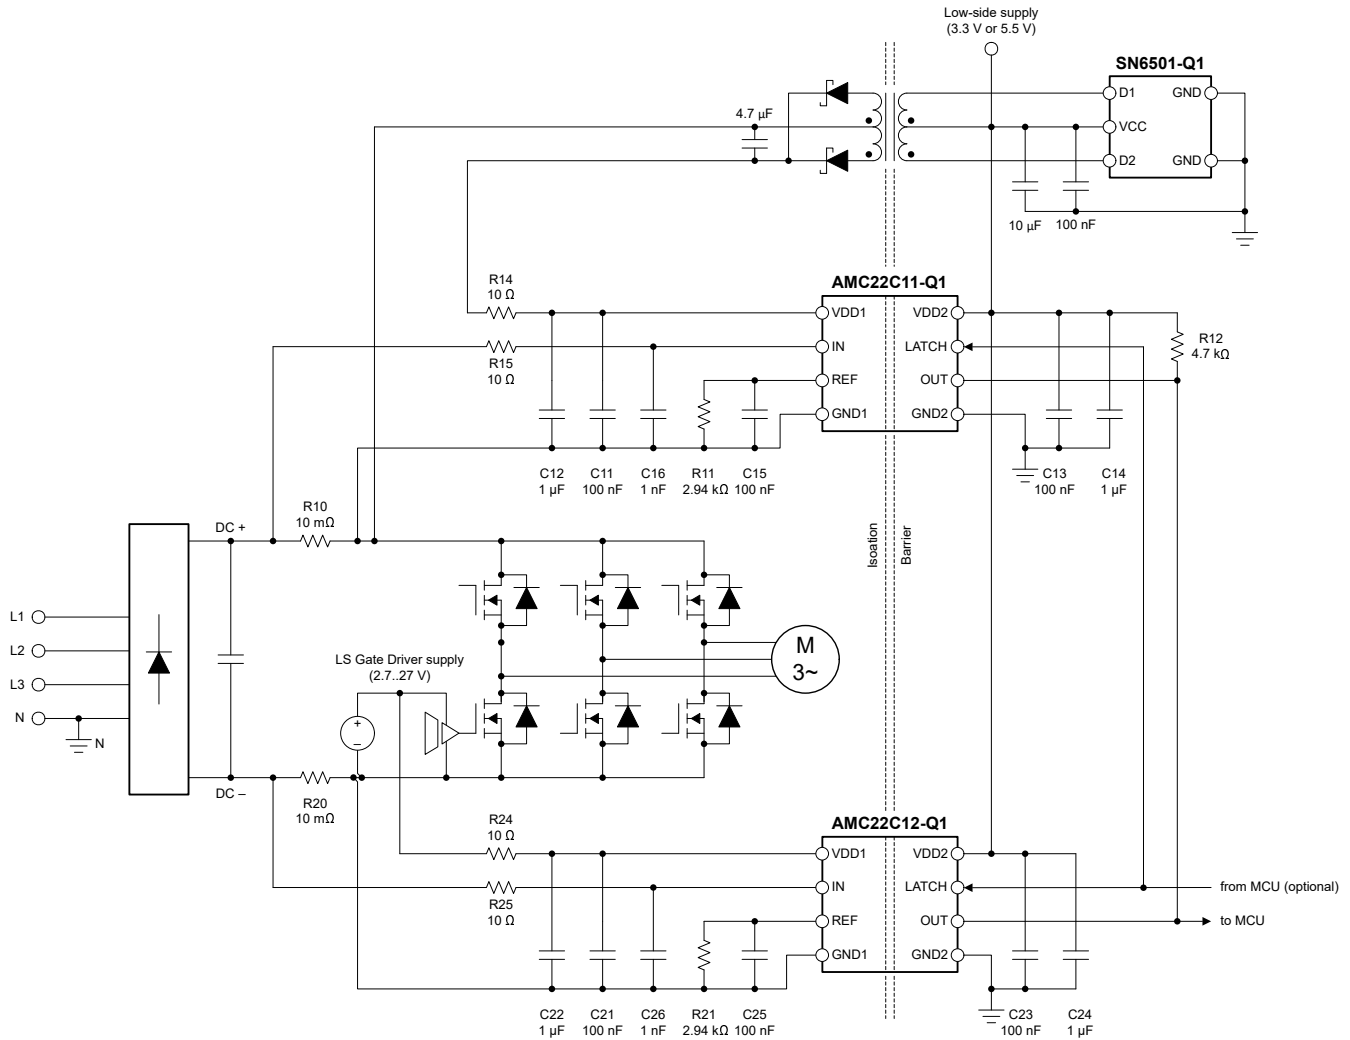 Low-side supply
(3.3 V or 5.5 V)
SN6501-Q1
D1
GND
4.7 µF
VCC
D2
GND
10 µF
100 nF
R14
10 Ω
AMC22C11-Q1
VDD1
VDD2
IN
LATCH
R12
4.7 kΩ
R15
10 Ω
REF
OUT
GND1
GND2
C12
1 µF
C11
100 nF
C16
1 nF
R11
2.94 kΩ
C15
100 nF
C13
100 nF
C14
1 µF
R10
10 mΩ
DC +
Isoation
Barrier
L1
L2
L3
N
N
M
3~
LS Gate Driver supply
(2.7..27 V)
+
–
DC –
R20
10 mΩ
R24
10 Ω
AMC22C12-Q1
VDD1
VDD2
IN
LATCH
from MCU (optional)
R25
10 Ω
REF
OUT
to MCU
GND1
GND2
C22
1 µF
C21
100 nF
C26
1 nF
R21
2.94 kΩ
C25
100 nF
C23
100 nF
C24
1 µF